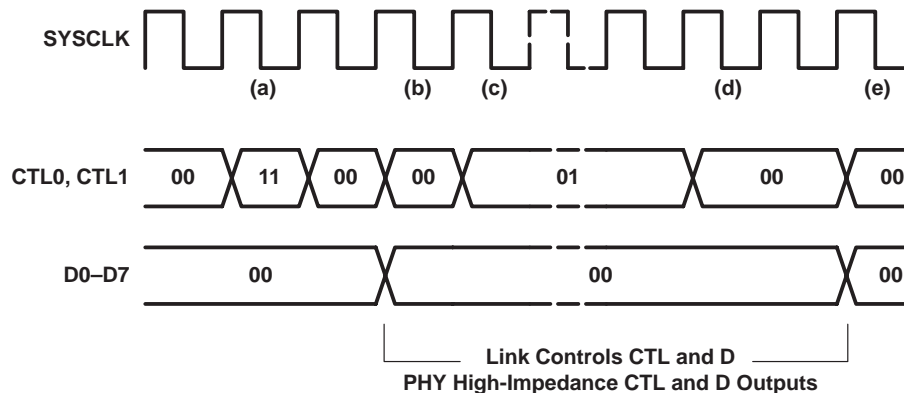 SYSCLK
(a) (b) (c) (d) (e)
CTL0, CTL1 00 11 00 00 01 00 00
D0–D7 00 00 00
Link Controls CTL and D
PHY High-Impedance CTL and D Outputs